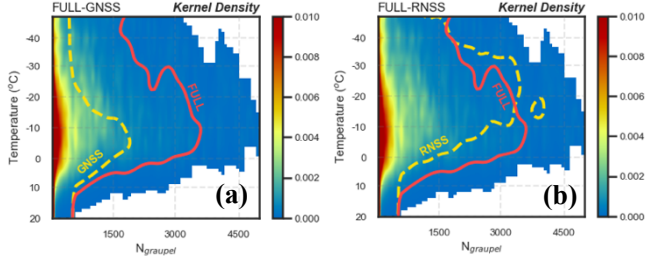 FULL-GNSS Kernel Density
0.010
0.008
0.006
0.004
0.002
0.000
-40
-30
-20
-10
0
10
20
Temperature (°C)
FULL
GNSS
(a)
1500 3000 4500
Ngraupel
FULL-RNSS Kernel Density
0.010
0.008
0.006
0.004
0.002
0.000
-40
-30
-20
-10
0
10
20
Temperature (°C)
FULL
RNSS
(b)
1500 3000 4500
Ngraupel